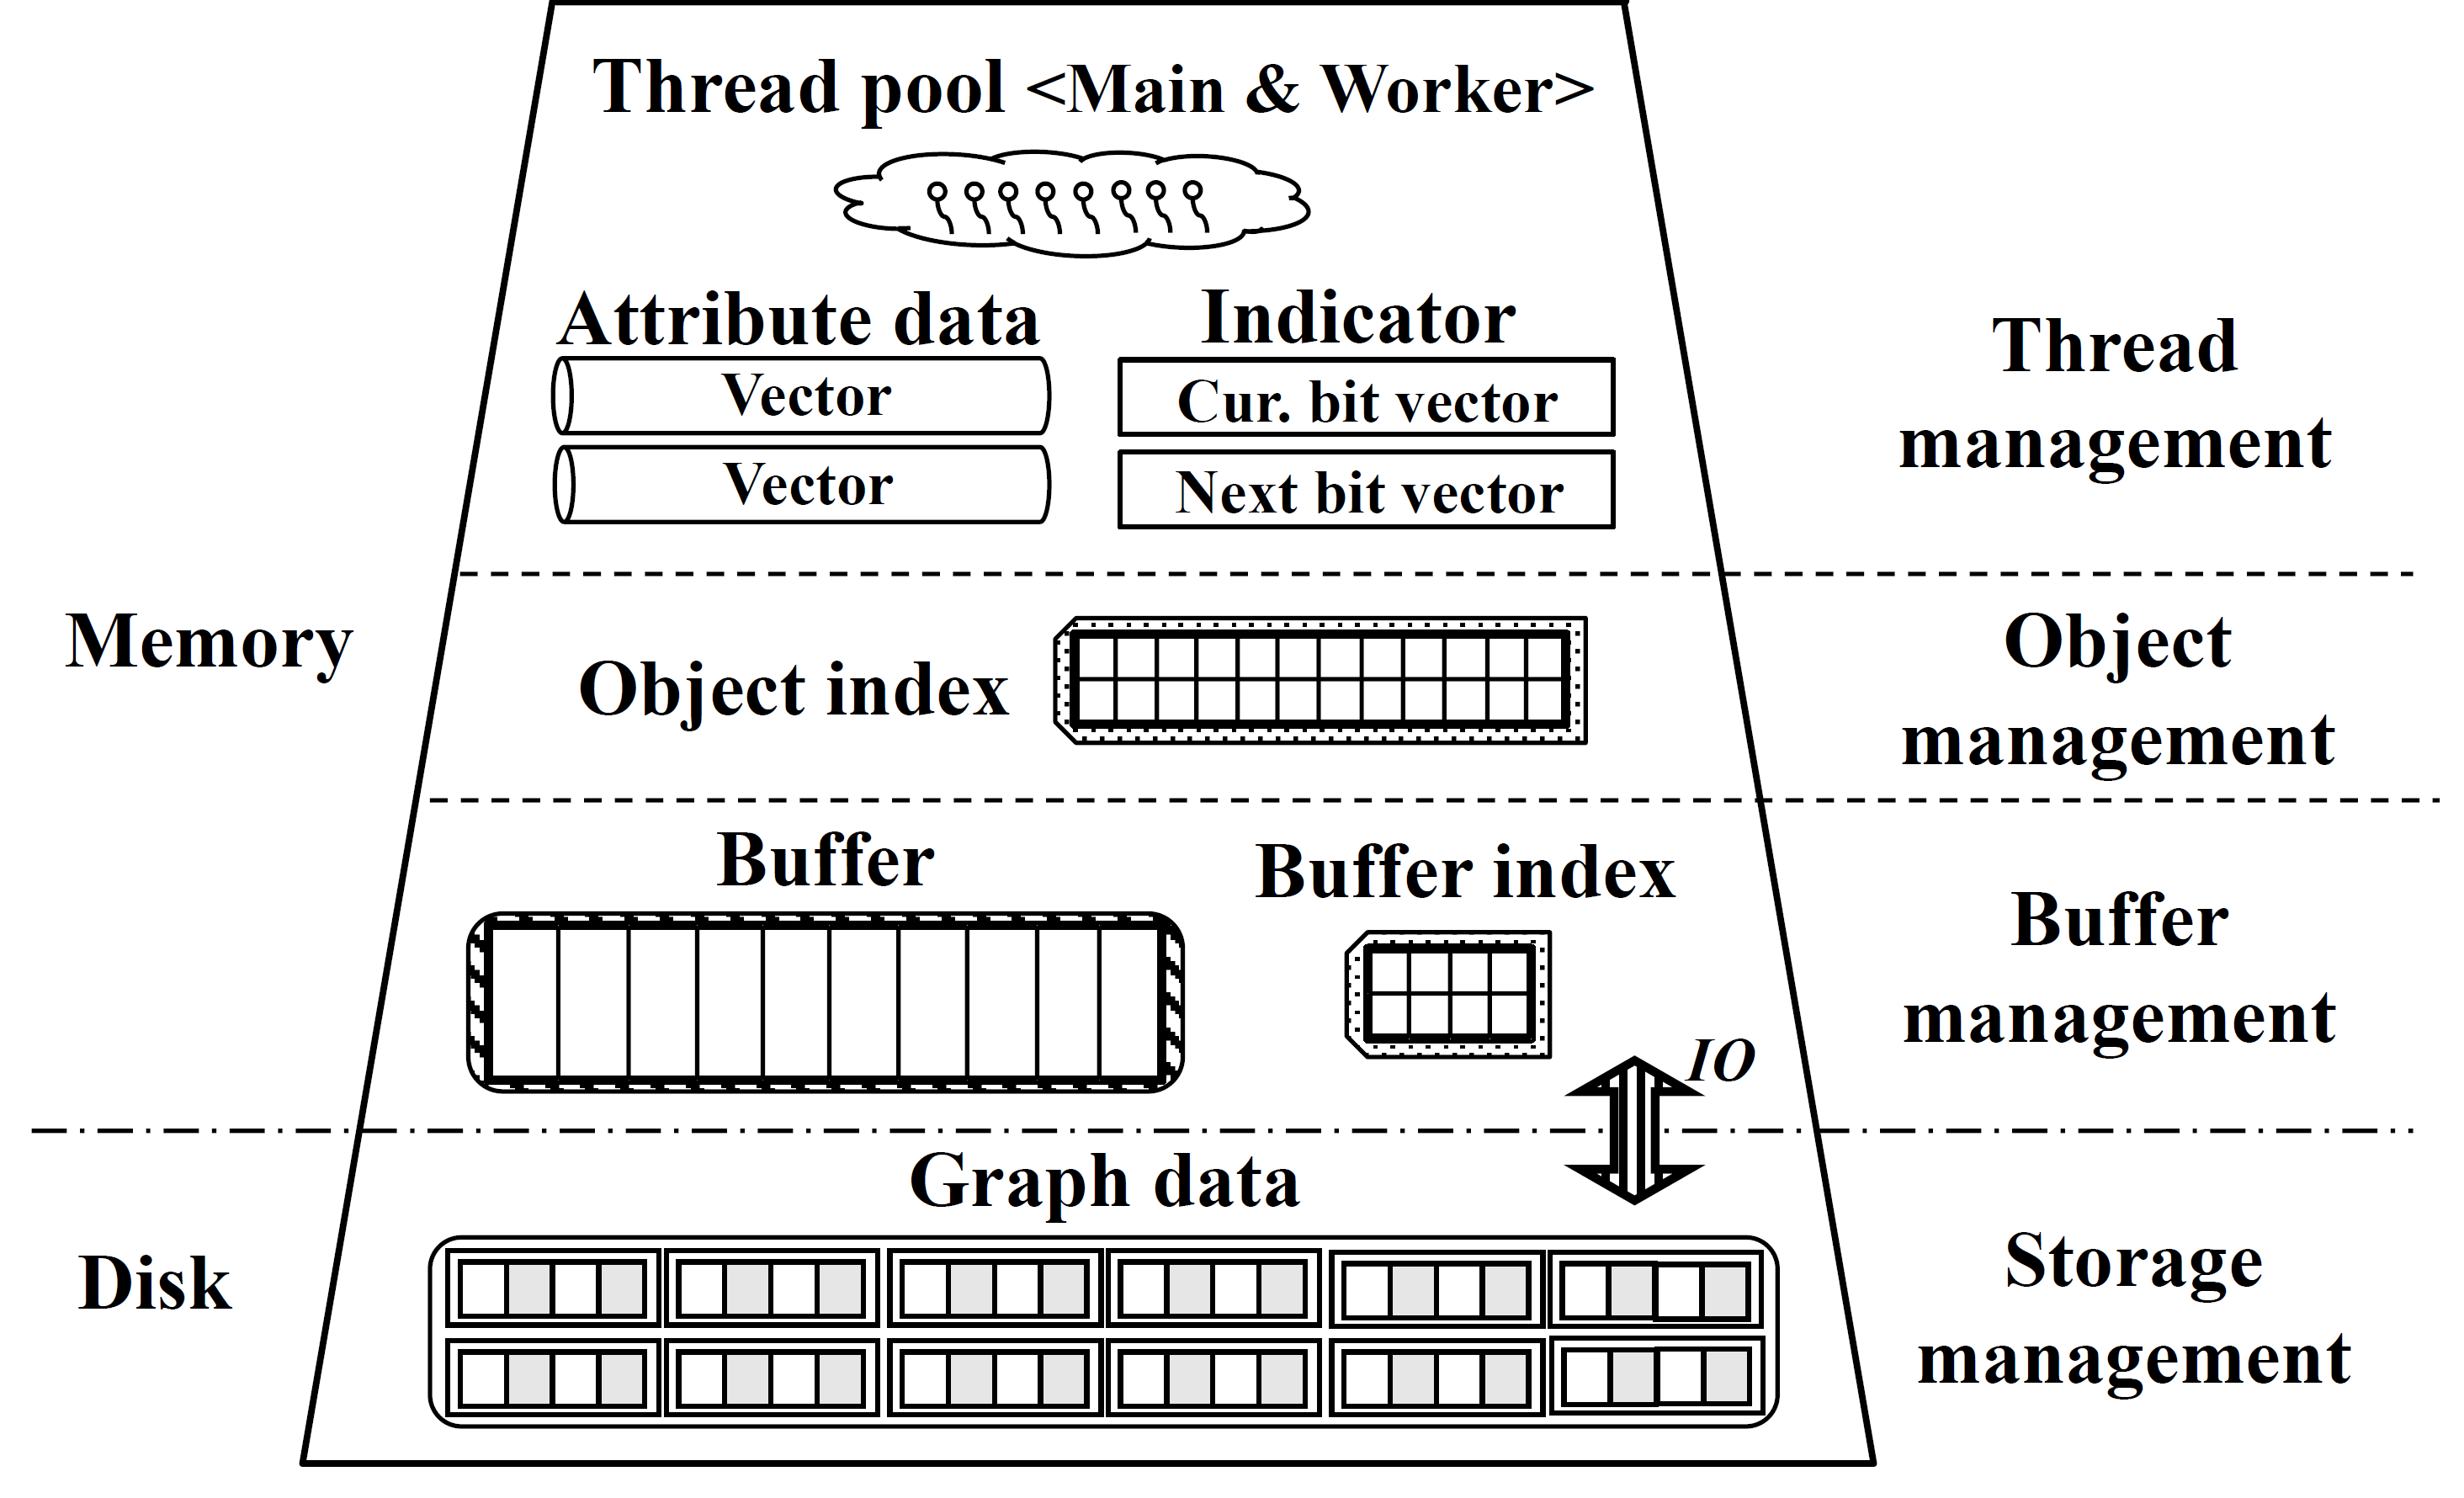 Thread pool <Main & Worker>
Attribute data
Indicator
Vector
Cur. bit vector
Vector
Next bit vector
Thread
management
Memory
Object index
Object
management
Buffer
Buffer index
Buffer
management
IO
Graph data
Disk
Storage
management